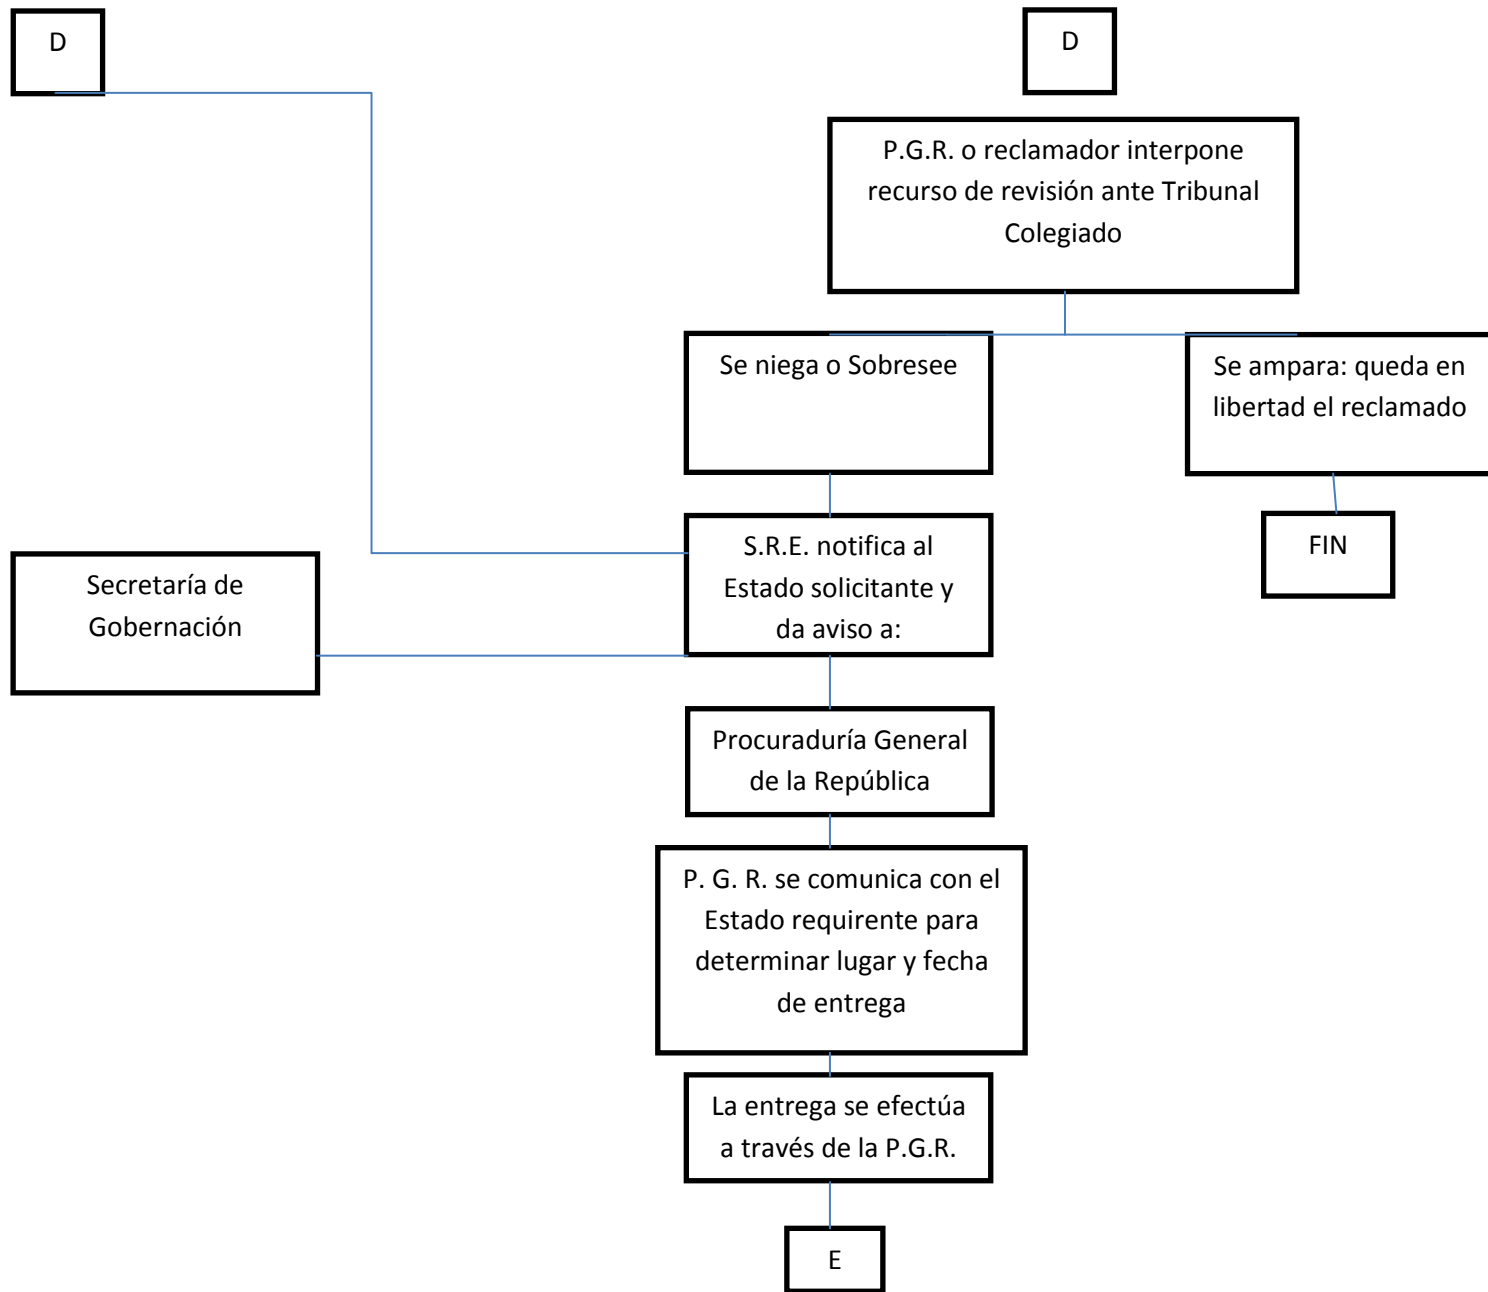 D
D
P.G.R. o reclamador interpone
recurso de revisión ante Tribunal
Colegiado
Se niega o Sobresee
Se ampara: queda en
libertad el reclamado
S.R.E. notifica al
Estado solicitante y
da aviso a:
FIN
Secretaría de
Gobernación
Procuraduría General
de la República
P. G. R. se comunica con el
Estado requirente para
determinar lugar y fecha
de entrega
La entrega se efectúa
a través de la P.G.R.
E